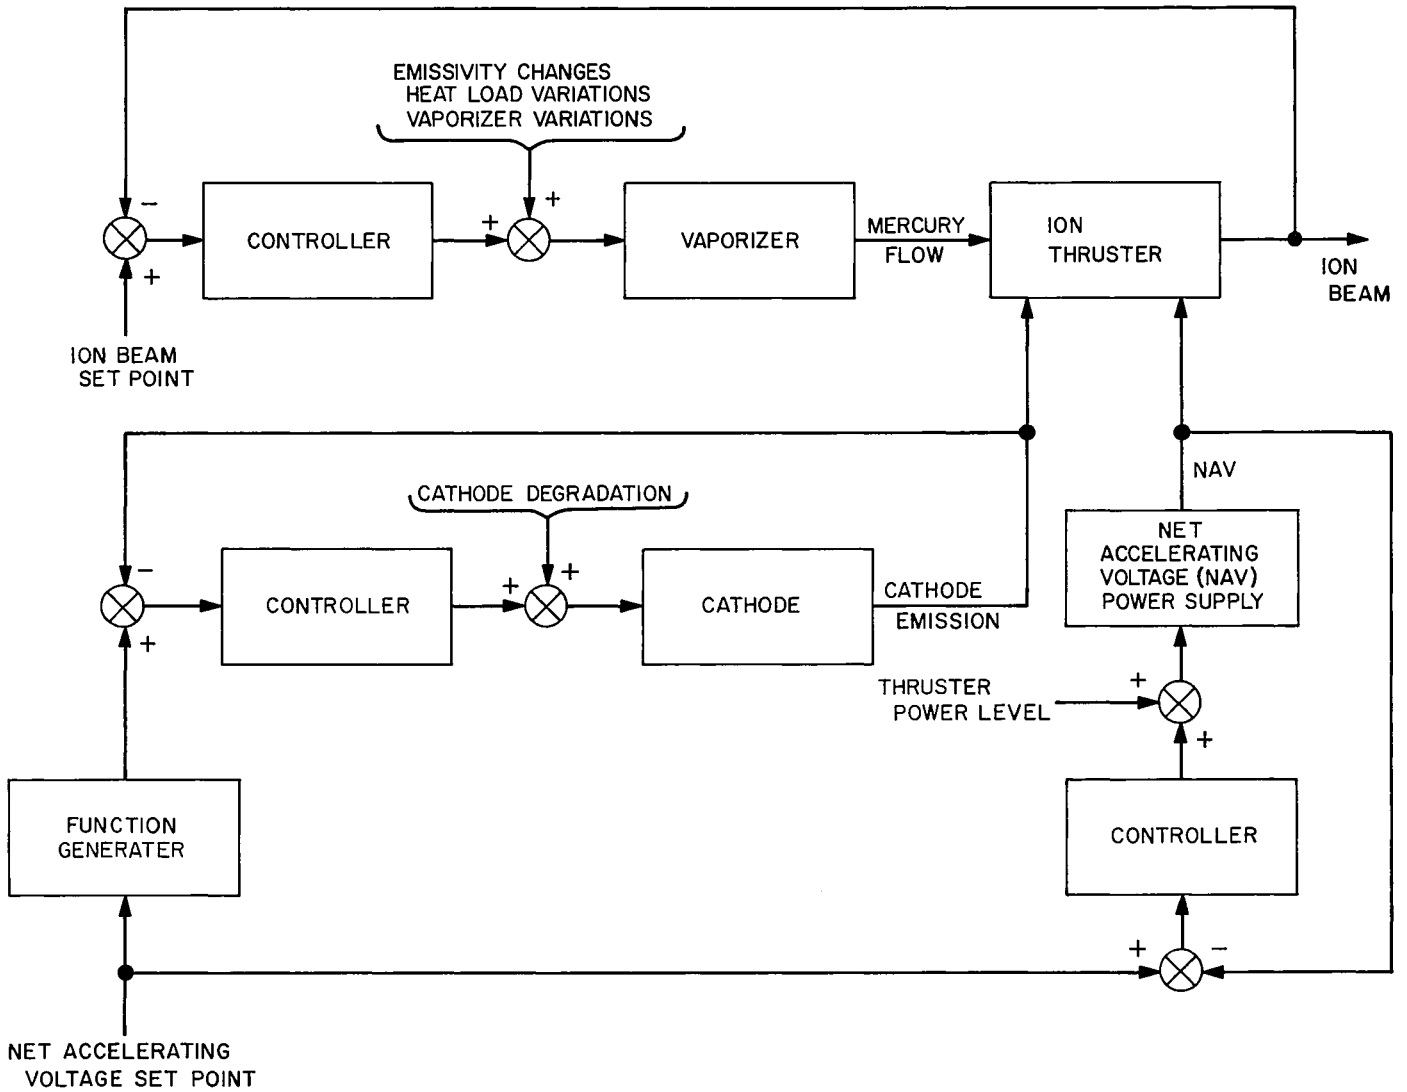 EMISSIVITY CHANGES
HEAT LOAD VARIATIONS
VAPORIZER VARIATIONS
−
+
+
+
CONTROLLER
VAPORIZER
MERCURY
FLOW
ION
THRUSTER
ION
BEAM
ION BEAM
SET POINT
NAV
CATHODE DEGRADATION
−
+
+
+
CONTROLLER
CATHODE
CATHODE
EMISSION
NET
ACCELERATING
VOLTAGE (NAV)
POWER SUPPLY
THRUSTER
POWER LEVEL
+
+
FUNCTION
GENERATER
CONTROLLER
+
−
NET ACCELERATING
VOLTAGE SET POINT